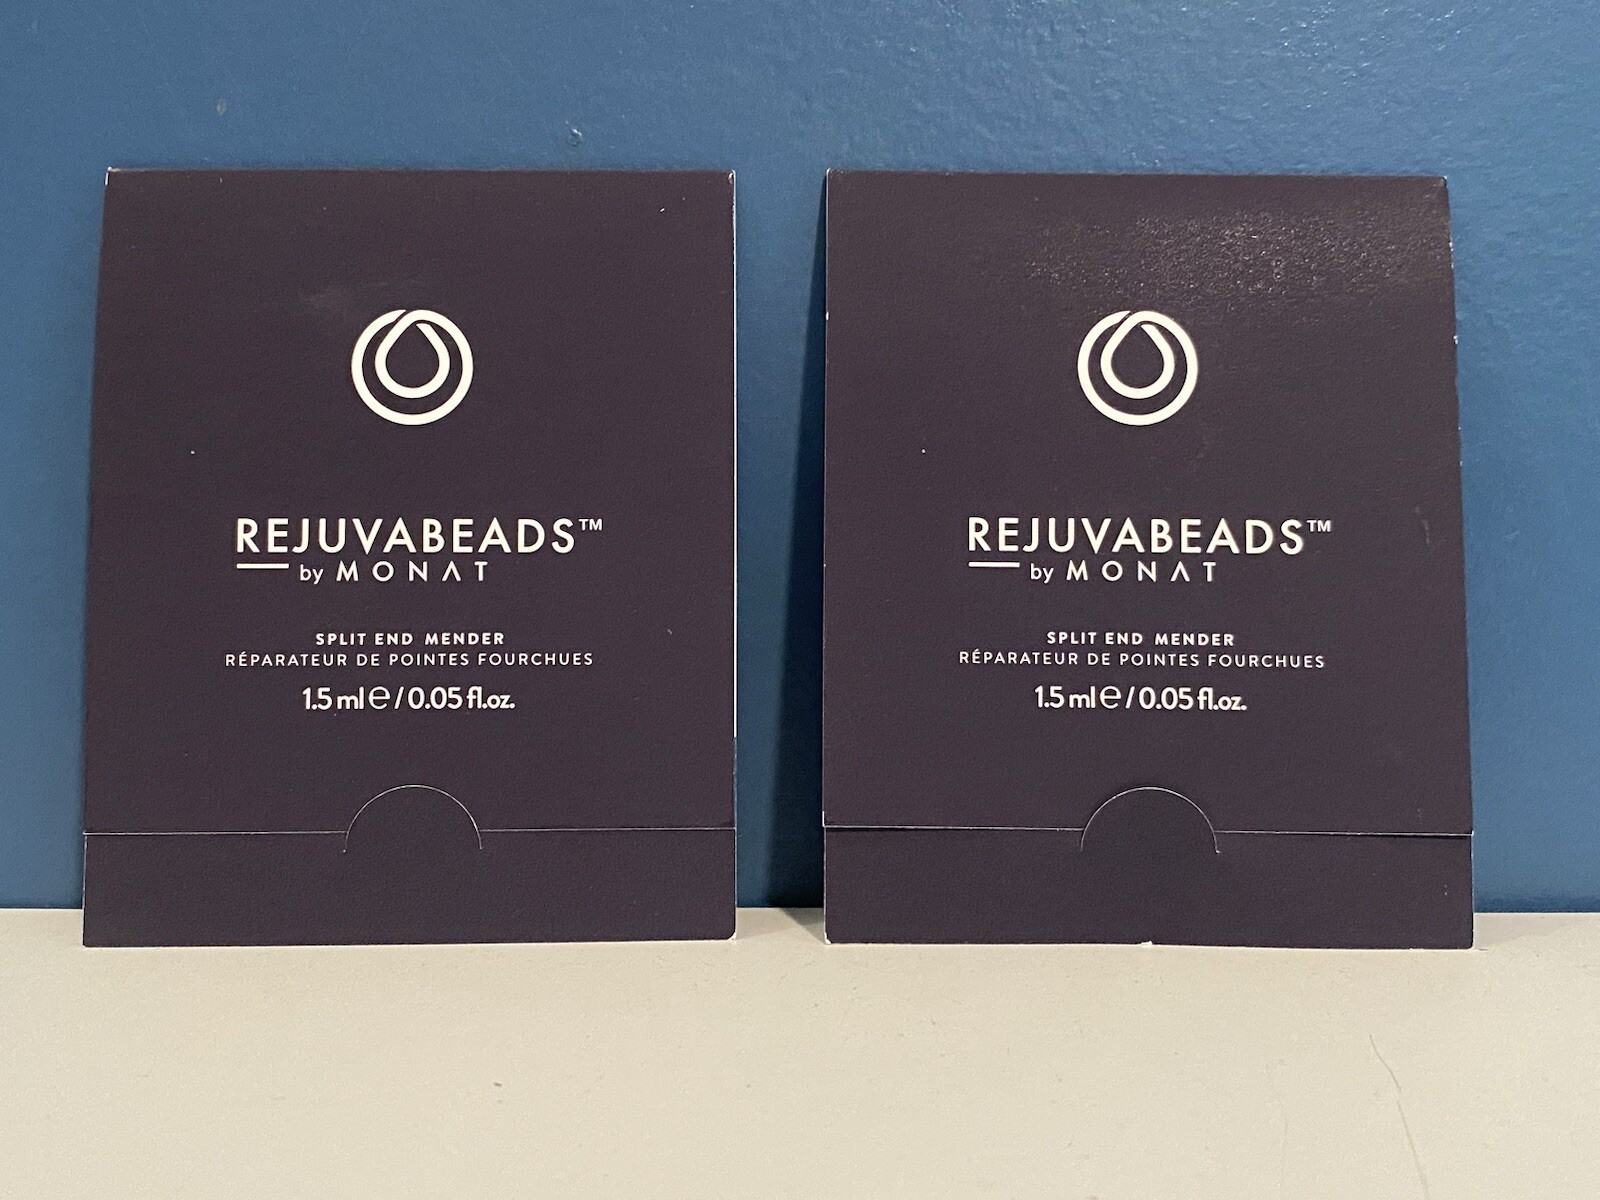 REJUVABEADS™
by MONAT
SPLIT END MENDER
RÉPARATEUR DE POINTES FOURCHUES
1.5 ml ℮ / 0.05 fl.oz.
REJUVABEADS™
by MONAT
SPLIT END MENDER
RÉPARATEUR DE POINTES FOURCHUES
1.5 ml ℮ / 0.05 fl.oz.